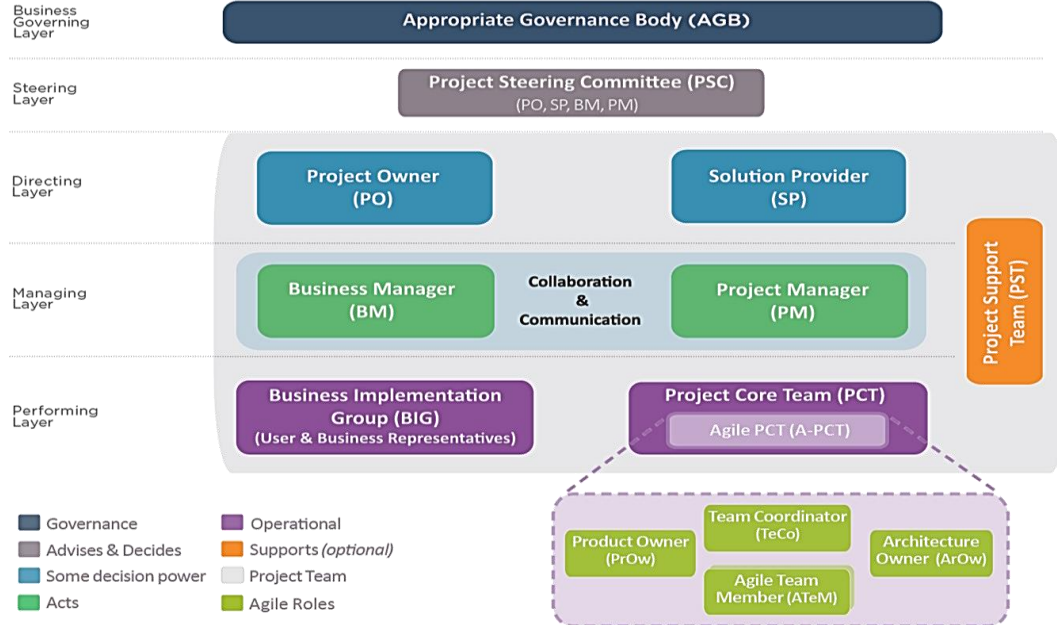 Business
Governing
Layer
Appropriate Governance Body (AGB)
Steering
Layer
Project Steering Committee (PSC)
(PO, SP, BM, PM)
Directing
Layer
Project Owner
(PO)
Solution Provider
(SP)
Managing
Layer
Business Manager
(BM)
Collaboration
&
Communication
Project Manager
(PM)
Project Support
Team (PST)
Performing
Layer
Business Implementation
Group (BIG)
(User & Business Representatives)
Project Core Team (PCT)
Agile PCT (A-PCT)
Governance
Advises & Decides
Some decision power
Acts
Operational
Supports (optional)
Project Team
Agile Roles
Product Owner
(PrOw)
Team Coordinator
(TeCo)
Agile Team
Member (ATeM)
Architecture
Owner (ArOw)